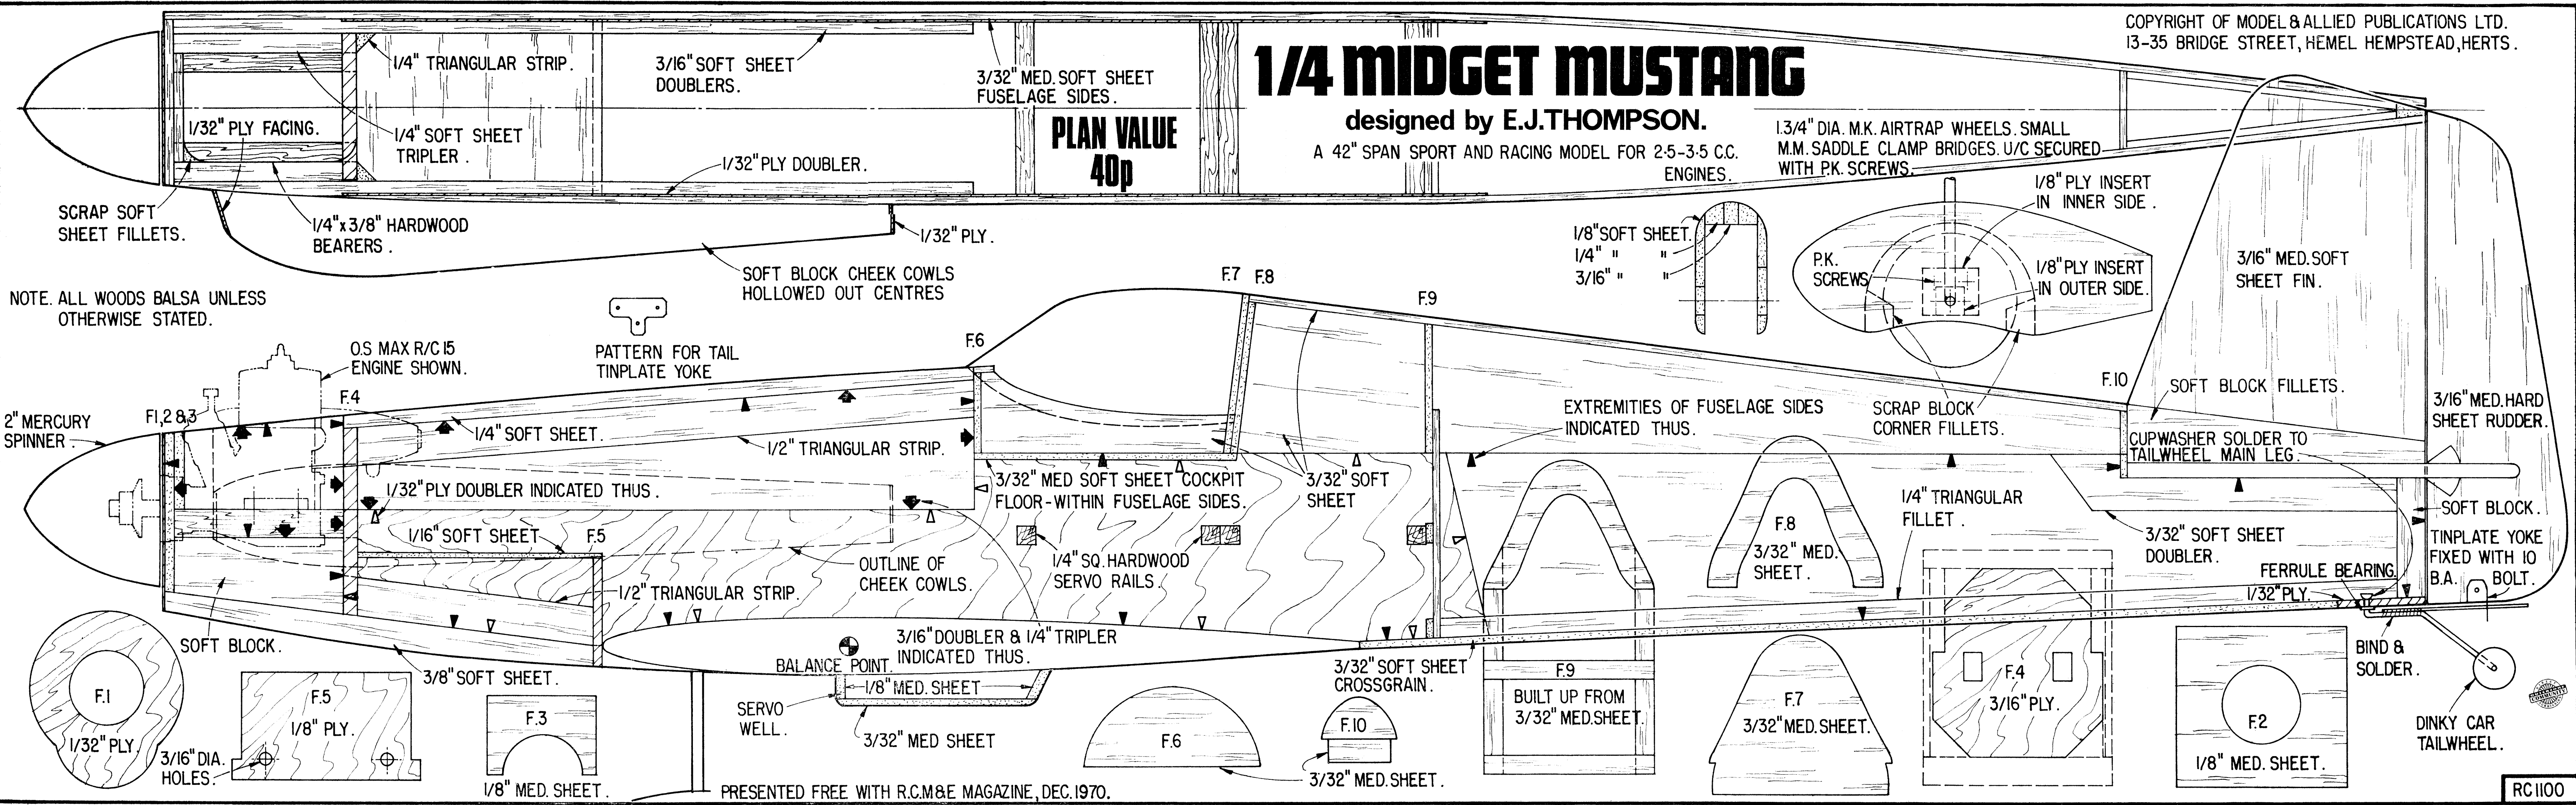 COPYRIGHT OF MODEL & ALLIED PUBLICATIONS LTD.
13-35 BRIDGE STREET, HEMEL HEMPSTEAD, HERTS.
1/4 MIDGET MUSTANG
designed by E.J.THOMPSON.
A 42" SPAN SPORT AND RACING MODEL FOR 2·5-3·5 C.C.
ENGINES.
PLAN VALUE
40p
1/4" TRIANGULAR STRIP.
3/16" SOFT SHEET
DOUBLERS.
3/32" MED. SOFT SHEET
FUSELAGE SIDES.
1/32" PLY FACING.
1/4" SOFT SHEET
TRIPLER.
1/32" PLY DOUBLER.
1.3/4" DIA. M.K. AIRTRAP WHEELS. SMALL
M.M. SADDLE CLAMP BRIDGES. U/C SECURED
WITH P.K. SCREWS.
SCRAP SOFT
SHEET FILLETS.
1/4"x3/8" HARDWOOD
BEARERS.
1/32" PLY.
SOFT BLOCK CHEEK COWLS
HOLLOWED OUT CENTRES
1/8" SOFT SHEET.
1/4" " "
3/16" " "
1/8" PLY INSERT
IN INNER SIDE.
P.K.
SCREWS
1/8" PLY INSERT
IN OUTER SIDE.
3/16" MED. SOFT
SHEET FIN.
NOTE. ALL WOODS BALSA UNLESS
OTHERWISE STATED.
O.S MAX R/C 15
ENGINE SHOWN.
PATTERN FOR TAIL
TINPLATE YOKE
F.6
F.7
F.8
F.9
F.10
2" MERCURY
SPINNER.
F1, 2 &3
F.4
1/4" SOFT SHEET.
1/2" TRIANGULAR STRIP.
EXTREMITIES OF FUSELAGE SIDES
INDICATED THUS.
SCRAP BLOCK
CORNER FILLETS.
SOFT BLOCK FILLETS.
3/16" MED. HARD
SHEET RUDDER.
CUPWASHER SOLDER TO
TAILWHEEL MAIN LEG.
1/32" PLY DOUBLER INDICATED THUS.
3/32" MED SOFT SHEET COCKPIT
FLOOR-WITHIN FUSELAGE SIDES.
3/32" SOFT
SHEET
1/4" TRIANGULAR
FILLET.
SOFT BLOCK.
1/16" SOFT SHEET
F.5
OUTLINE OF
CHEEK COWLS.
1/4" SQ. HARDWOOD
SERVO RAILS.
F.8
3/32" MED.
SHEET.
3/32" SOFT SHEET
DOUBLER.
TINPLATE YOKE
FIXED WITH 10
B.A. BOLT.
FERRULE BEARING.
1/32" PLY.
1/2" TRIANGULAR STRIP.
SOFT BLOCK.
3/8" SOFT SHEET.
BALANCE POINT.
3/16" DOUBLER & 1/4" TRIPLER
INDICATED THUS.
3/32" SOFT SHEET
CROSSGRAIN.
BIND &
SOLDER.
1/8" MED. SHEET
SERVO
WELL.
3/32" MED SHEET
F.1
1/32" PLY.
F.5
1/8" PLY.
3/16" DIA.
HOLES.
F.3
1/8" MED. SHEET.
F.6
F.10
3/32" MED. SHEET.
F.9
BUILT UP FROM
3/32" MED. SHEET.
F.7
3/32" MED. SHEET.
F.4
3/16" PLY.
F.2
1/8" MED. SHEET.
DINKY CAR
TAILWHEEL.
PRESENTED FREE WITH R.C.M&E MAGAZINE, DEC. 1970.
RC 1100